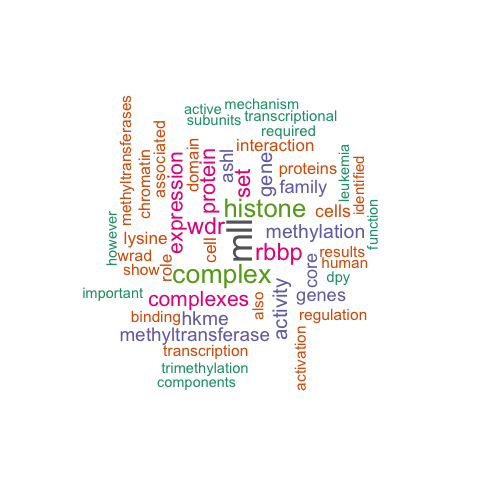 active
mechanism
subunits
transcriptional
required
methyltransferases
chromatin
associated
domain
interaction
ashl
gene
proteins
leukemia
identified
expression
protein
set
family
histone
cells
function
however
lysine
wdr
mll
methylation
cell
rbbp
results
wrad
show
role
complex
core
human
dpy
important
complexes
also
activity
genes
binding
hkme
regulation
methyltransferase
transcription
activation
trimethylation
components